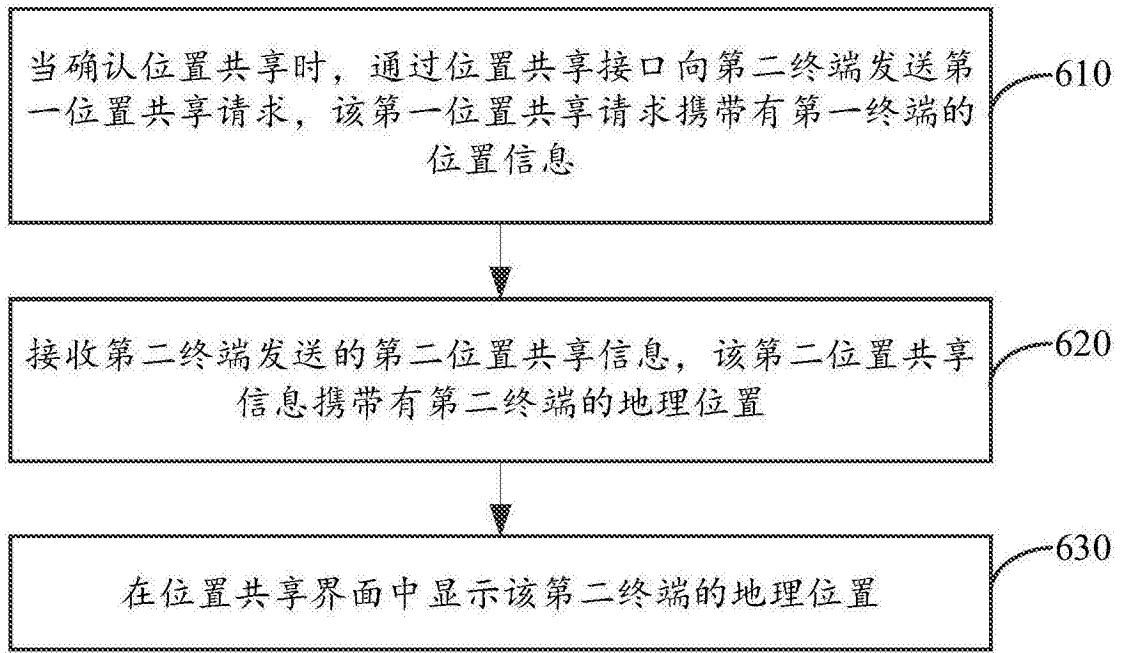 当确认位置共享时，通过位置共享接口向第二终端发送第
一位置共享请求，该第一位置共享请求携带有第一终端的
位置信息
610
接收第二终端发送的第二位置共享信息，该第二位置共享
信息携带有第二终端的地理位置
620
在位置共享界面中显示该第二终端的地理位置
630